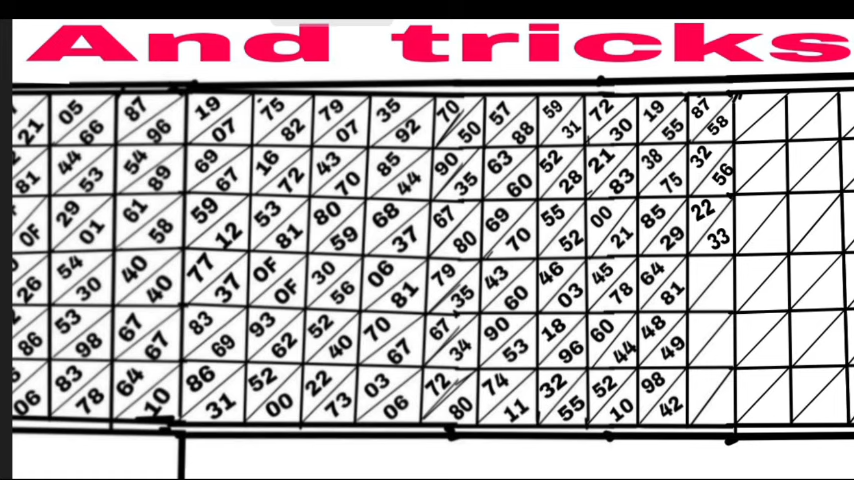 And tricks
05 87 19 75 79 35 70 57 59 72 19 87
21 66 96 07 82 07 92 50 88 31 30 55 58
44 54 69 16 43 85 90 63 52 21 38 32
81 53 89 67 72 70 44 35 60 28 83 75 56
29 61 59 53 80 68 67 69 55 00 85 22
0F 01 58 12 81 59 37 80 70 52 21 29 33
54 40 77 0F 30 06 79 43 46 45 64
26 30 40 37 0F 56 81 35 60 03 78 81
53 67 83 93 52 70 67 90 18 60 48
86 98 67 69 62 40 67 34 53 96 44 49
83 64 86 52 22 03 72 74 32 52 98
06 78 10 31 00 73 06 80 11 55 10 42